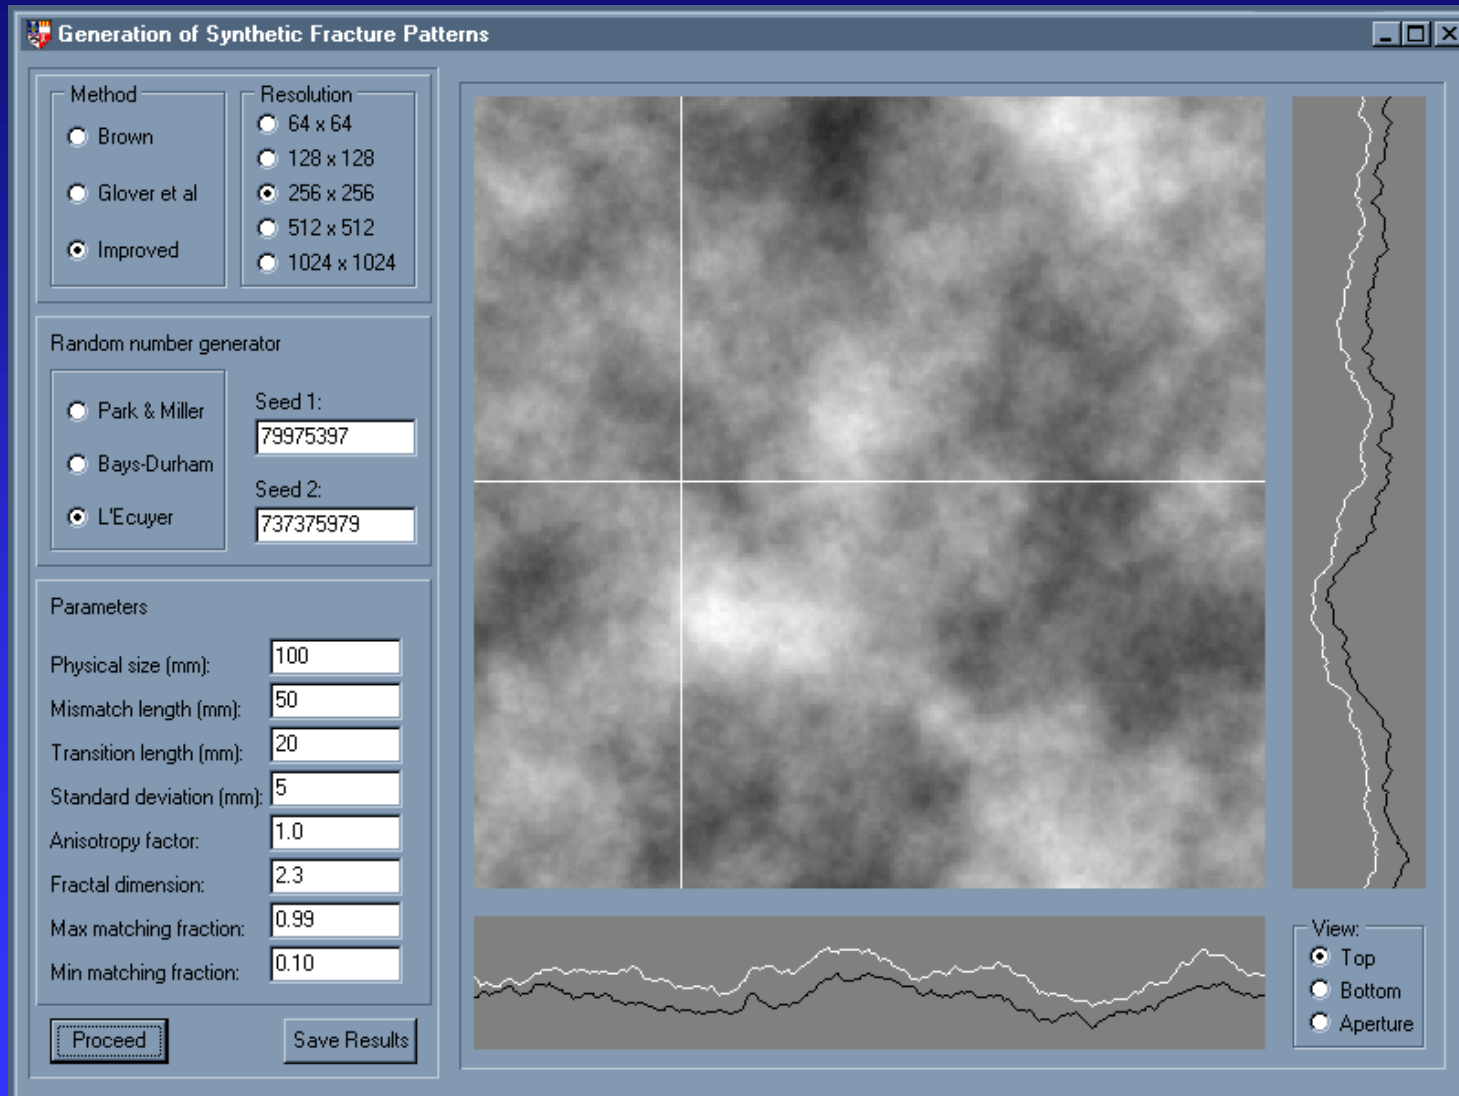 Generation of Synthetic Fracture Patterns
Method
Brown
Glover et al
Improved
Resolution
64 x 64
128 x 128
256 x 256
512 x 512
1024 x 1024
Random number generator
Park & Miller
Bays-Durham
L'Ecuyer
Seed 1:
79975397
Seed 2:
737375979
Parameters
Physical size (mm): 100
Mismatch length (mm): 50
Transition length (mm): 20
Standard deviation (mm): 5
Anisotropy factor: 1.0
Fractal dimension: 2.3
Max matching fraction: 0.99
Min matching fraction: 0.10
Proceed
Save Results
View:
Top
Bottom
Aperture